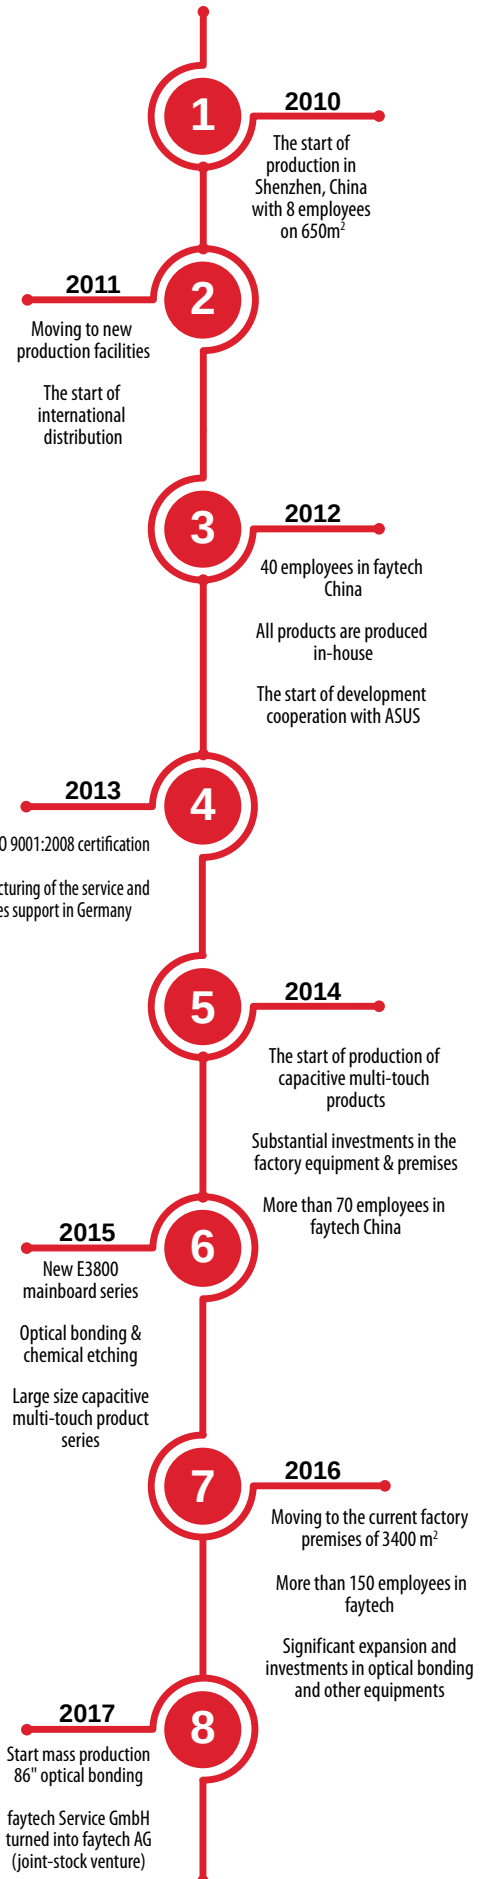 1
2010
The start of
production in
Shenzhen, China
with 8 employees
on 650m²
2011
2
Moving to new
production facilities
The start of
international
distribution
3
2012
40 employees in faytech
China
All products are produced
in-house
The start of development
cooperation with ASUS
2013
4
9001:2008 certification
of the service and
support in Germany
5
2014
The start of production of
capacitive multi-touch
products
Substantial investments in the
factory equipment & premises
More than 70 employees in
faytech China
2015
6
New E3800
mainboard series
Optical bonding &
chemical etching
Large size capacitive
multi-touch product
series
7
2016
Moving to the current factory
premises of 3400 m²
More than 150 employees in
faytech
Significant expansion and
investments in optical bonding
and other equipments
2017
8
Start mass production
86" optical bonding
faytech Service GmbH
turned into faytech AG
(joint-stock venture)